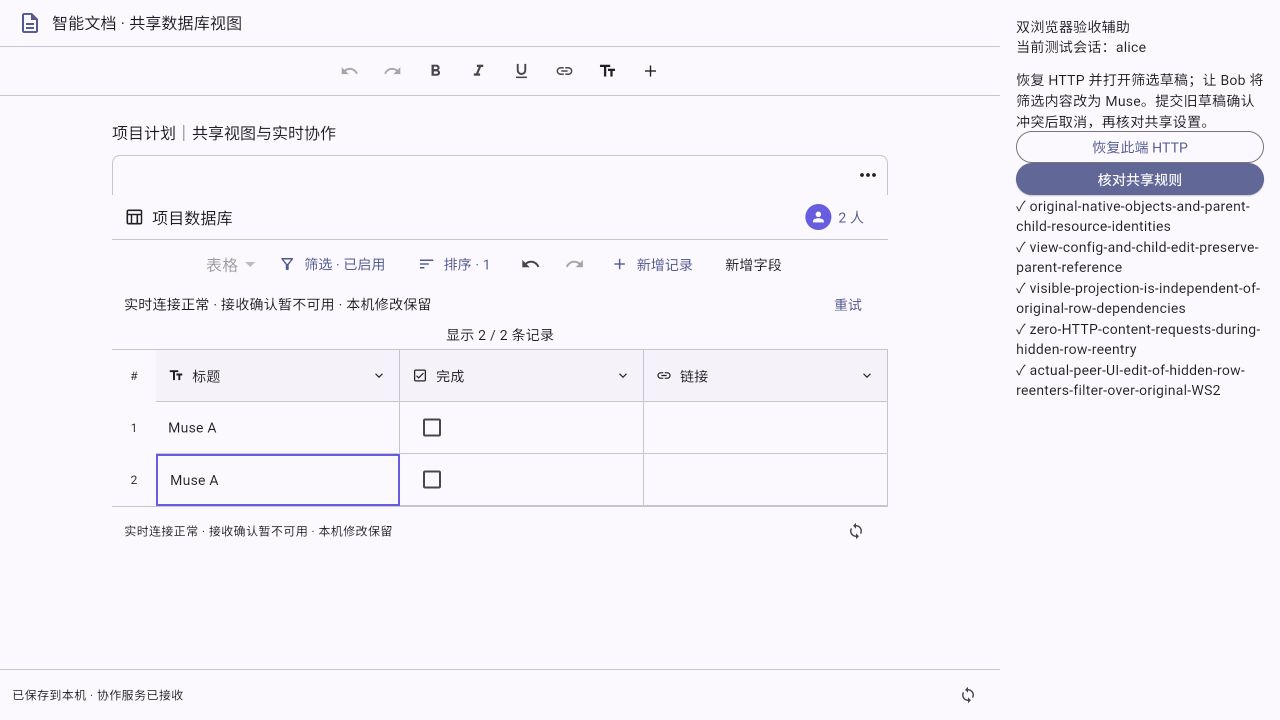 智能文档 · 共享数据库视图
B I U Tт +
项目计划｜共享视图与实时协作
•••
项目数据库
2 人
表格
筛选 · 已启用
排序 · 1
新增记录
新增字段
实时连接正常 · 接收确认暂不可用 · 本机修改保留
重试
显示 2 / 2 条记录
# Tт 标题 完成 链接
1 Muse A
2 Muse A
实时连接正常 · 接收确认暂不可用 · 本机修改保留
已保存到本机 · 协作服务已接收
双浏览器验收辅助
当前测试会话：alice
恢复 HTTP 并打开筛选草稿；让 Bob 将
筛选内容改为 Muse。提交旧草稿确认
冲突后取消，再核对共享设置。
恢复此端 HTTP
核对共享规则
✓ original-native-objects-and-parent-
child-resource-identities
✓ view-config-and-child-edit-preserve-
parent-reference
✓ visible-projection-is-independent-of-
original-row-dependencies
✓ zero-HTTP-content-requests-during-
hidden-row-reentry
✓ actual-peer-UI-edit-of-hidden-row-
reenters-filter-over-original-WS2